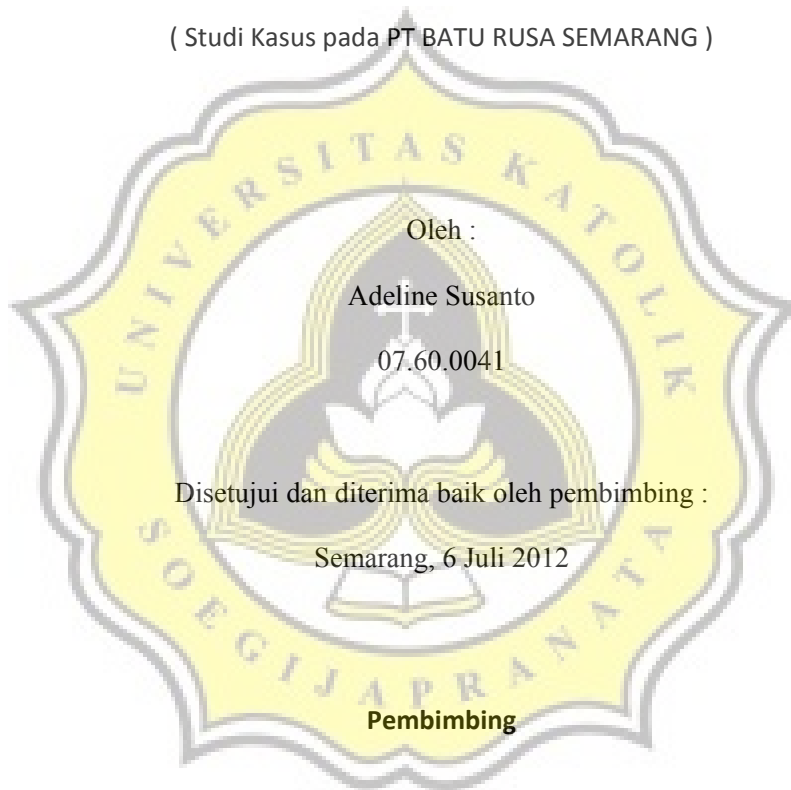 ( Studi Kasus pada PT BATU RUSA SEMARANG )
UNIVERSITAS KATOLIK
Oleh :
Adeline Susanto
07.60.0041
Disetujui dan diterima baik oleh pembimbing :
Semarang, 6 Juli 2012
SOEGIJAPRANATA
Pembimbing